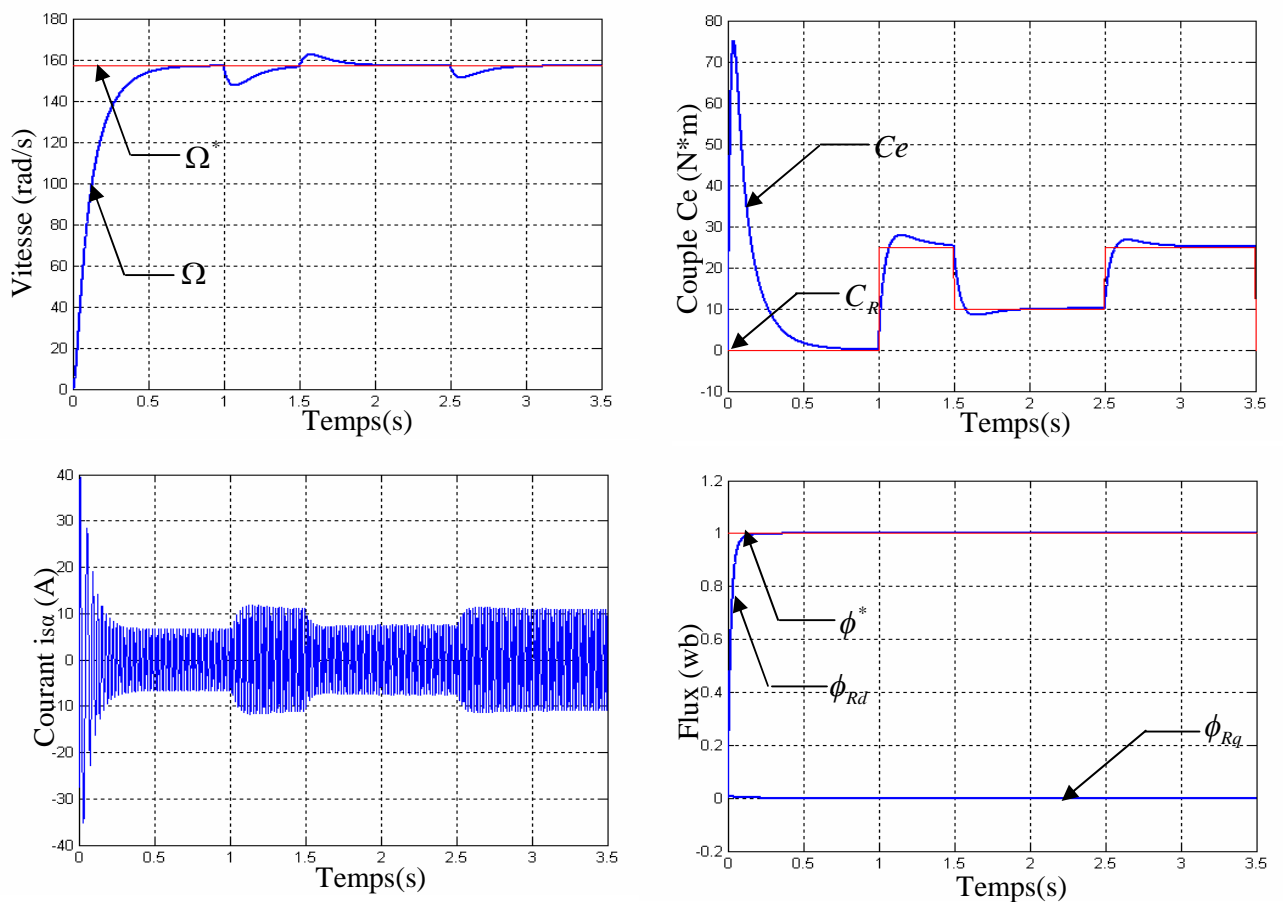 180
160
140
120
100
80
60
40
20
0
0 0.5 1 1.5 2 2.5 3 3.5
Vitesse (rad/s)
Temps(s)
Ω*
Ω
80
70
60
50
40
30
20
10
0
-10
0 0.5 1 1.5 2 2.5 3 3.5
Couple Ce (N*m)
Temps(s)
Ce
C_R
40
30
20
10
0
-10
-20
-30
-40
0 0.5 1 1.5 2 2.5 3 3.5
Courant isα (A)
Temps(s)
1.2
1
0.8
0.6
0.4
0.2
0
-0.2
0 0.5 1 1.5 2 2.5 3 3.5
Flux (wb)
Temps(s)
ϕ*
ϕ_Rd
ϕ_Rq